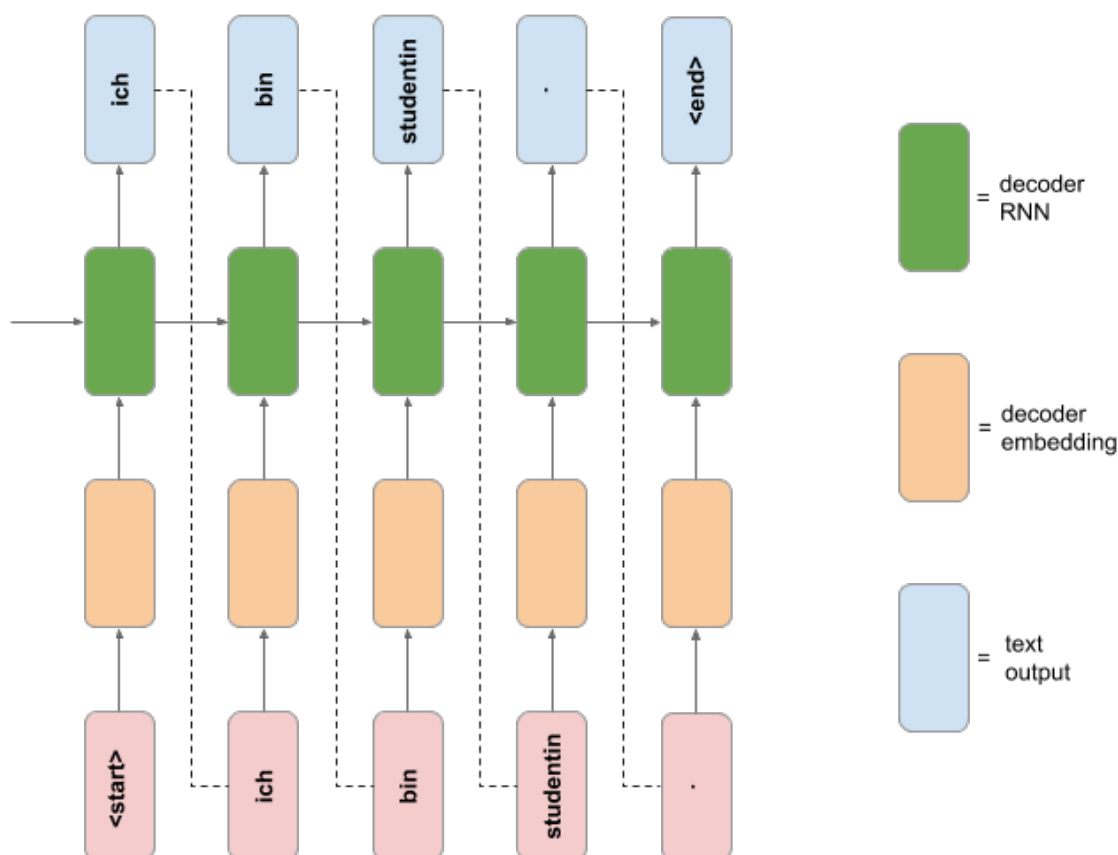 ich
bin
studentin
.
<end>
= decoder
RNN
= decoder
embedding
= text
output
<start>
ich
bin
studentin
.